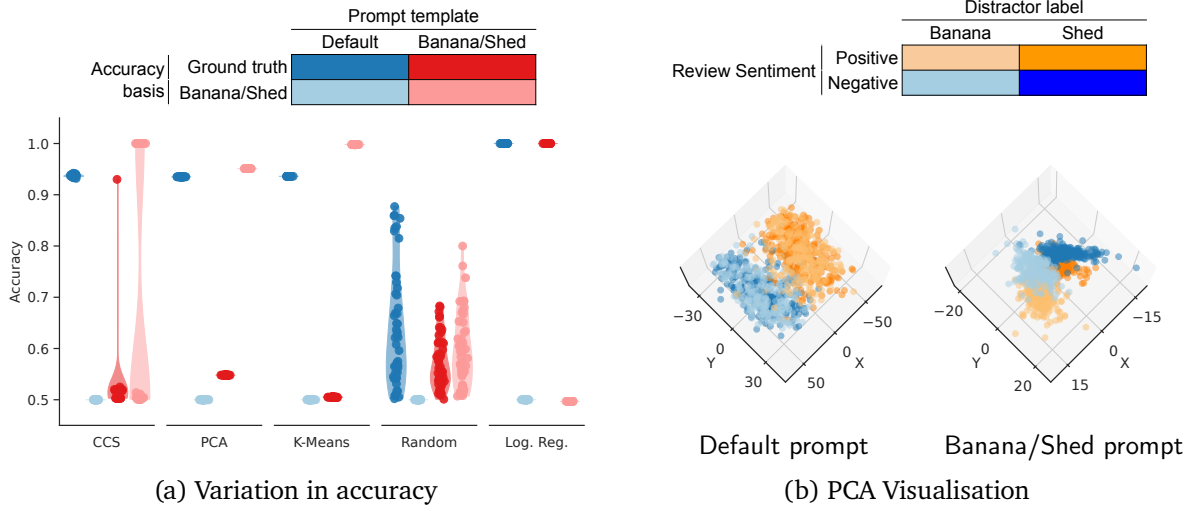 Prompt template
Default Banana/Shed
Accuracy basis
Ground truth
Banana/Shed
Accuracy
1.0
0.9
0.8
0.7
0.6
0.5
CCS PCA K-Means Random Log. Reg.
(a) Variation in accuracy
Distractor label
Banana Shed
Review Sentiment
Positive
Negative
−30 0 30
Y
−50 0 50
X
Default prompt
−20 0 20
Y
−15 0 15
X
Banana/Shed prompt
(b) PCA Visualisation